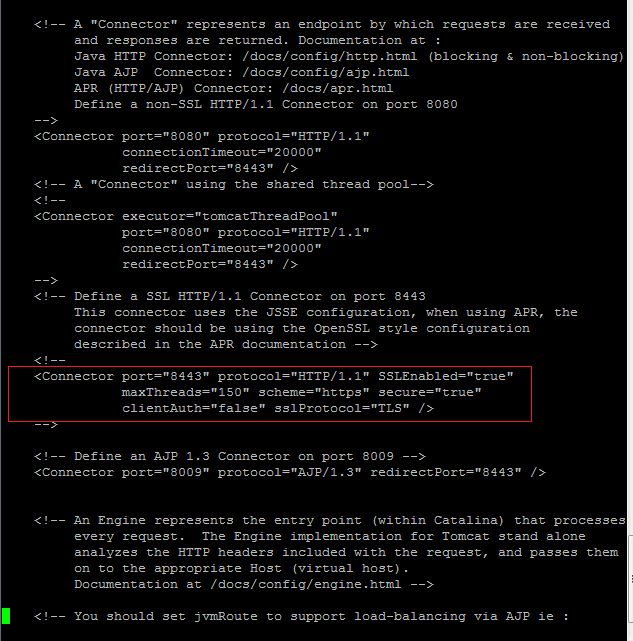 <!-- A "Connector" represents an endpoint by which requests are received
and responses are returned. Documentation at :
Java HTTP Connector: /docs/config/http.html (blocking & non-blocking)
Java AJP  Connector: /docs/config/ajp.html
APR (HTTP/AJP) Connector: /docs/apr.html
Define a non-SSL HTTP/1.1 Connector on port 8080
-->
<Connector port="8080" protocol="HTTP/1.1"
connectionTimeout="20000"
redirectPort="8443" />
<!-- A "Connector" using the shared thread pool-->
<!--
<Connector executor="tomcatThreadPool"
port="8080" protocol="HTTP/1.1"
connectionTimeout="20000"
redirectPort="8443" />
-->
<!-- Define a SSL HTTP/1.1 Connector on port 8443
This connector uses the JSSE configuration, when using APR, the
connector should be using the OpenSSL style configuration
described in the APR documentation -->
<!--
<Connector port="8443" protocol="HTTP/1.1" SSLEnabled="true"
maxThreads="150" scheme="https" secure="true"
clientAuth="false" sslProtocol="TLS" />
-->
<!-- Define an AJP 1.3 Connector on port 8009 -->
<Connector port="8009" protocol="AJP/1.3" redirectPort="8443" />
<!-- An Engine represents the entry point (within Catalina) that processes
every request.  The Engine implementation for Tomcat stand alone
analyzes the HTTP headers included with the request, and passes them
on to the appropriate Host (virtual host).
Documentation at /docs/config/engine.html -->
<!-- You should set jvmRoute to support load-balancing via AJP ie :